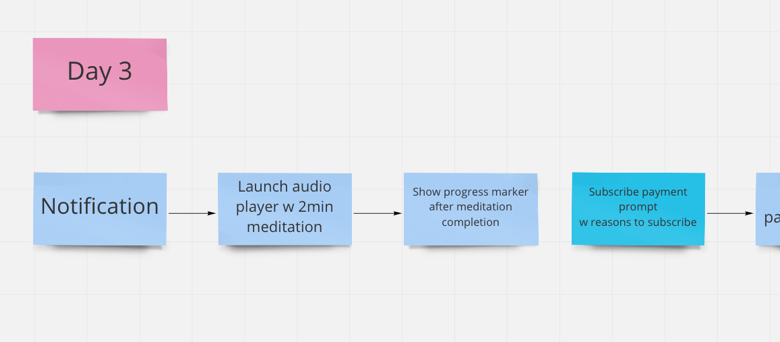 Day 3
Notification
Launch audio
player w 2min
meditation
Show progress marker
after meditation
completion
Subscribe payment
prompt
w reasons to subscribe
pa